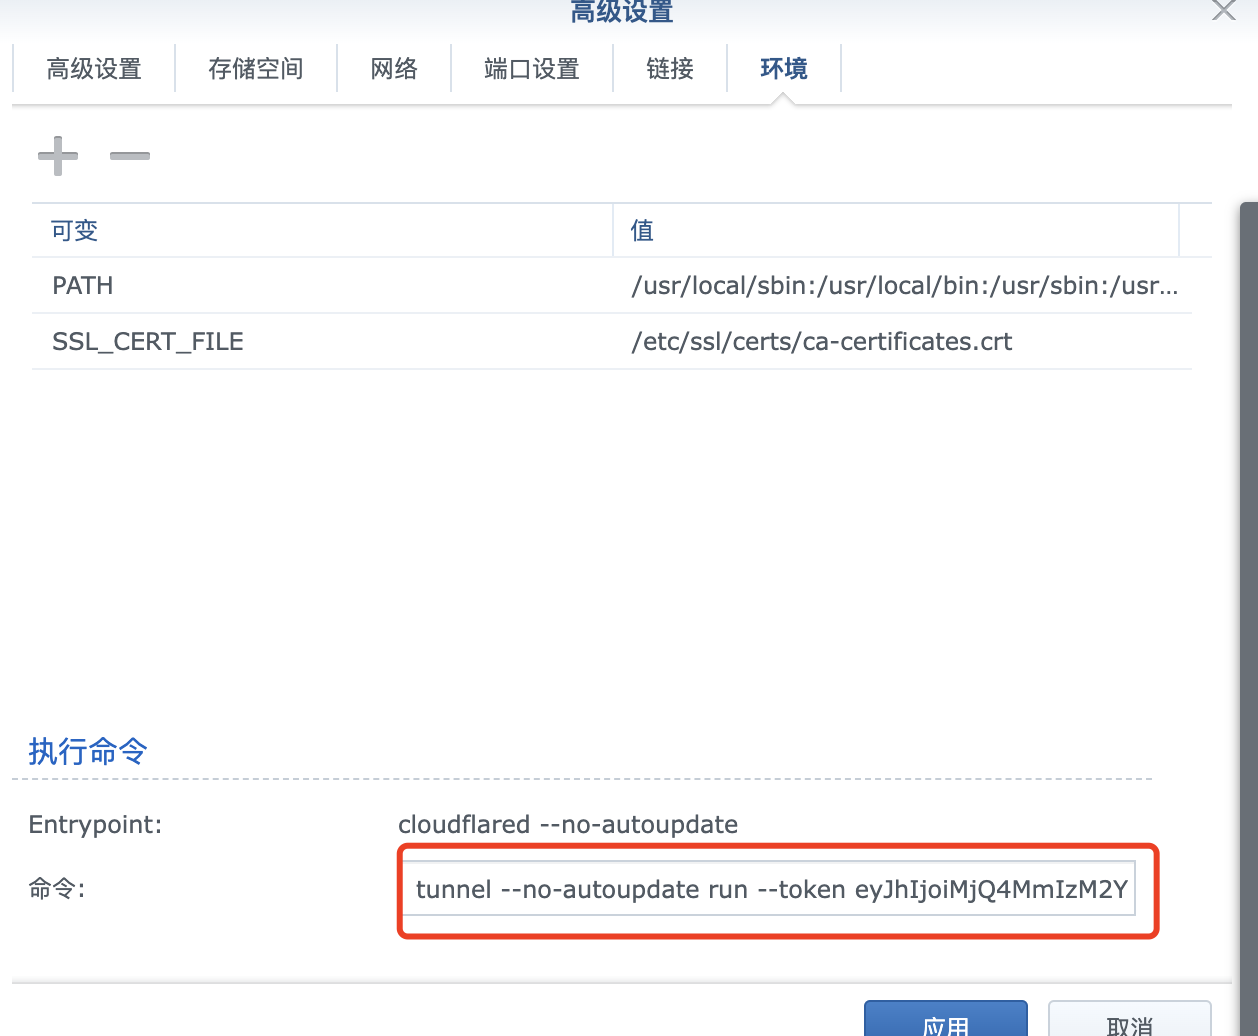 高级设置
高级设置 存储空间 网络 端口设置 链接 环境
可变 值
PATH /usr/local/sbin:/usr/local/bin:/usr/sbin:/usr...
SSL_CERT_FILE /etc/ssl/certs/ca-certificates.crt
执行命令
Entrypoint: cloudflared --no-autoupdate
命令: tunnel --no-autoupdate run --token eyJhIjoiMjQ4MmIzM2Y
应用 取消